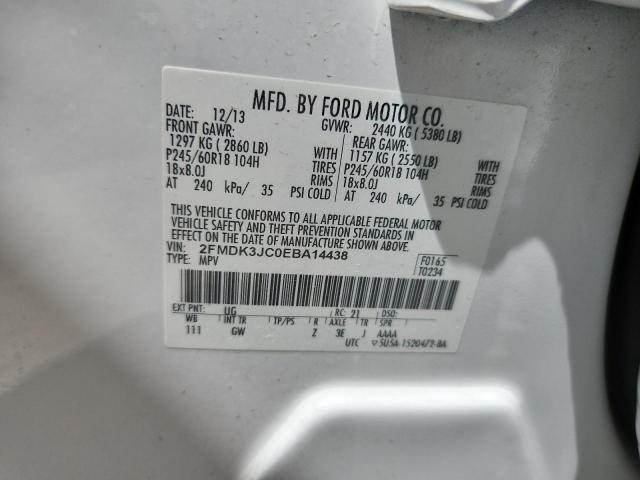 MFD. BY FORD MOTOR CO.
DATE: 12/13 GVWR: 2440 KG ( 5380 LB)
FRONT GAWR: REAR GAWR:
1297 KG ( 2860 LB) 1157 KG ( 2550 LB)
P245/60R18 104H TIRES P245/60R18 104H TIRES
18x8.0J RIMS 18x8.0J RIMS
AT 240 kPa/ 35 PSI COLD AT 240 kPa/ 35 PSI COLD
THIS VEHICLE CONFORMS TO ALL APPLICABLE FEDERAL MOTOR
VEHICLE SAFETY AND THEFT PREVENTION STANDARDS IN
EFFECT ON THE DATE OF MANUFACTURE SHOWN ABOVE.
VIN: 2FMDK3JC0EBA14438 F0165
TYPE: MPV T0234
EXT PNT: UG RC: 21 DSO:
WB INT TR TP/PS R AXLE TR SPR
111 GW Z 3E J AAAA
UTC ▽5U5A-1520472-BA